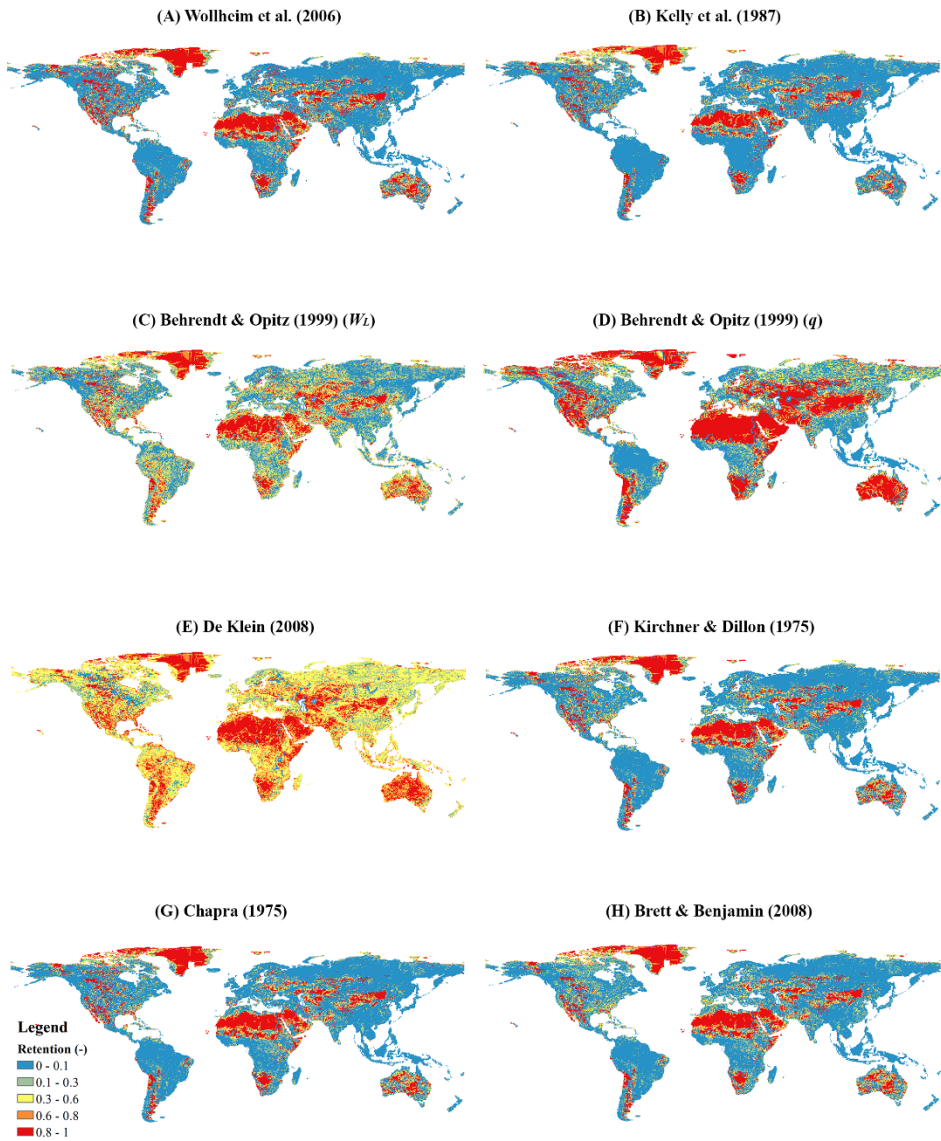 (A) Wollheim et al. (2006)
(B) Kelly et al. (1987)
(C) Behrendt & Opitz (1999) (WL)
(D) Behrendt & Opitz (1999) (q)
(E) De Klein (2008)
(F) Kirchner & Dillon (1975)
(G) Chapra (1975)
(H) Brett & Benjamin (2008)
Legend
Retention (-)
0 - 0.1
0.1 - 0.3
0.3 - 0.6
0.6 - 0.8
0.8 - 1